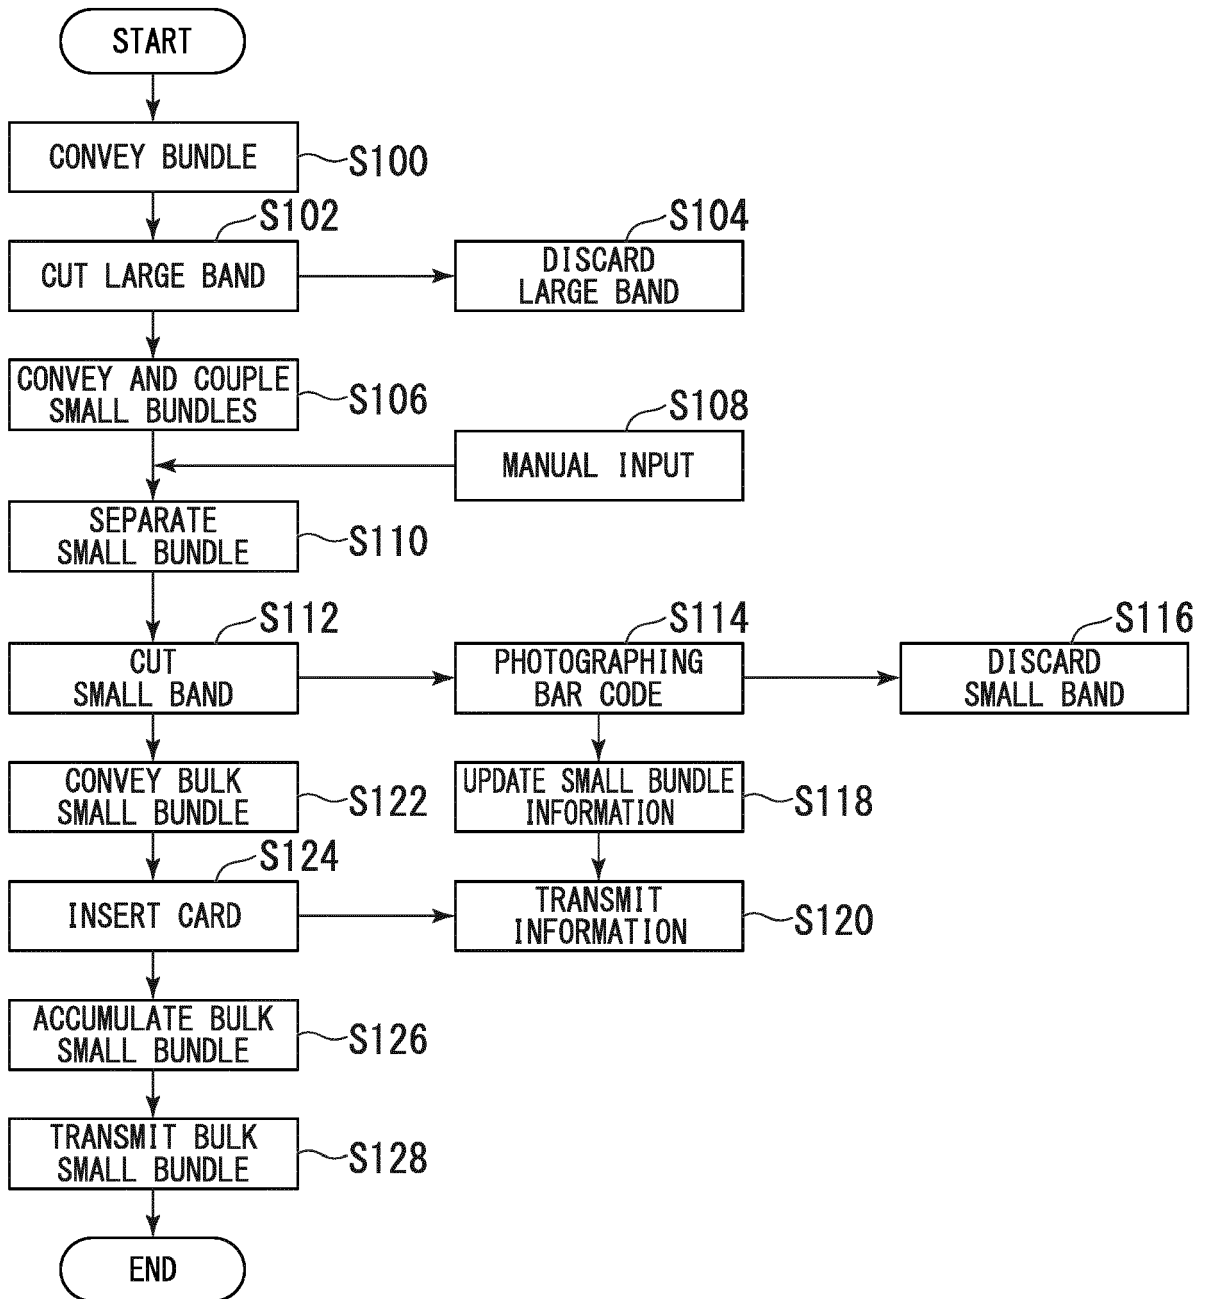 START
CONVEY BUNDLE
S100
S102
CUT LARGE BAND
S104
DISCARD
LARGE BAND
CONVEY AND COUPLE
SMALL BUNDLES
S106
S108
MANUAL INPUT
SEPARATE
SMALL BUNDLE
S110
S112
CUT
SMALL BAND
S114
PHOTOGRAPHING
BAR CODE
S116
DISCARD
SMALL BAND
CONVEY BULK
SMALL BUNDLE
S122
UPDATE SMALL BUNDLE
INFORMATION
S118
S124
INSERT CARD
TRANSMIT
INFORMATION
S120
ACCUMULATE BULK
SMALL BUNDLE
S126
TRANSMIT BULK
SMALL BUNDLE
S128
END